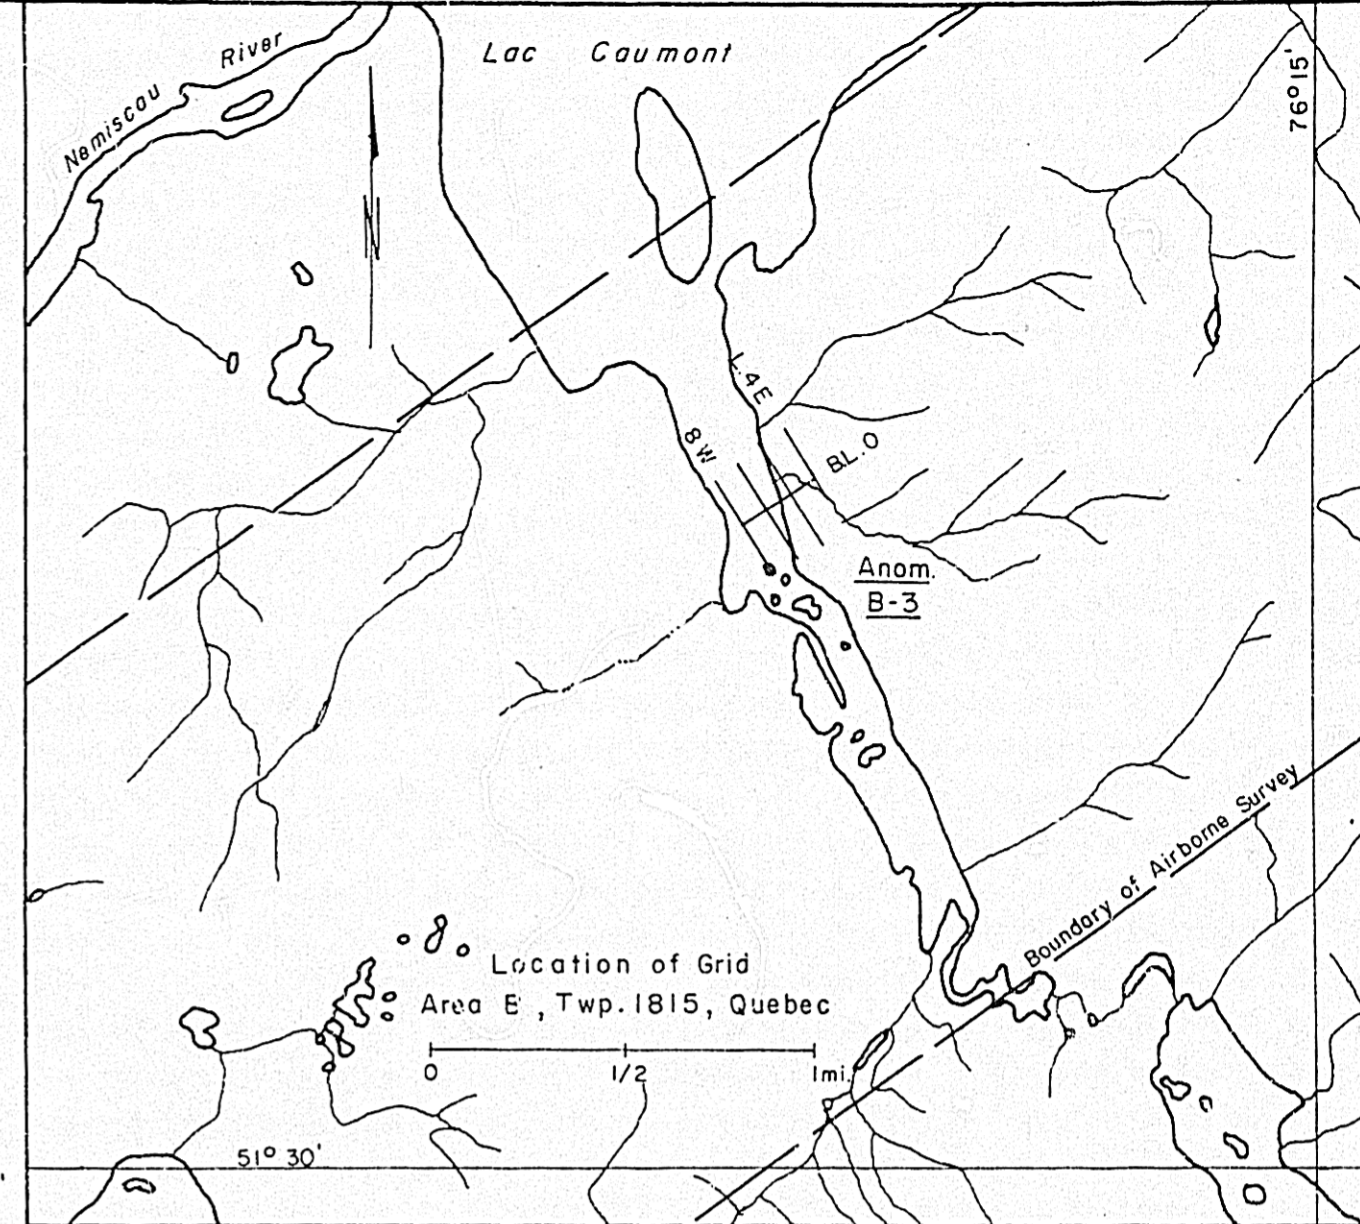 Lac Caumont
Nemiscau River
76° 15'
N
L.4E
8W
B.L.O
Anom.
B-3
Boundary of Airborne Survey
Location of Grid
Area B, Twp. 1815, Quebec
0 1/2 1mi.
51° 30'